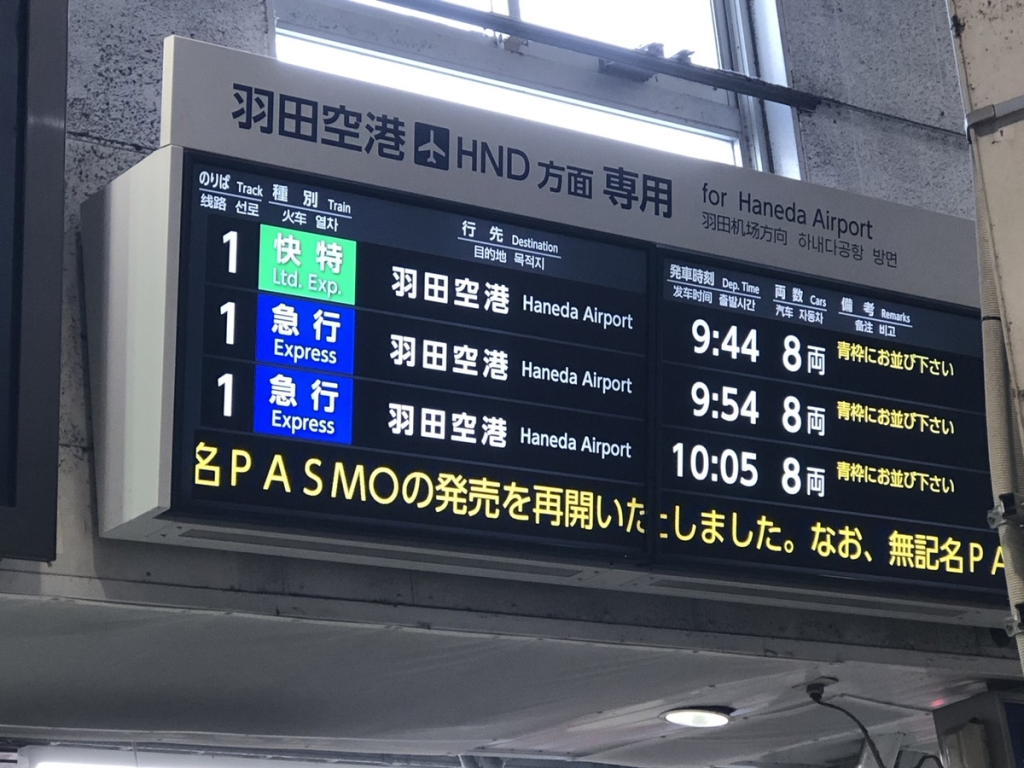 羽田空港 HND 方面 専用 for Haneda Airport
羽田机场方向 하네다공항 방면
のりば Track 種別 Train 行先 Destination 発車時刻 Dep. Time 両数 Cars 備考 Remarks
线路 선로 火车 열차 目的地 목적지 发车时间 출발시간 汽车 자동차 备注 비고
1 快特 Ltd. Exp. 羽田空港 Haneda Airport 9:44 8両 青枠にお並び下さい
1 急行 Express 羽田空港 Haneda Airport 9:54 8両 青枠にお並び下さい
1 急行 Express 羽田空港 Haneda Airport 10:05 8両 青枠にお並び下さい
名PASMOの発売を再開いたしました。なお、無記名PA